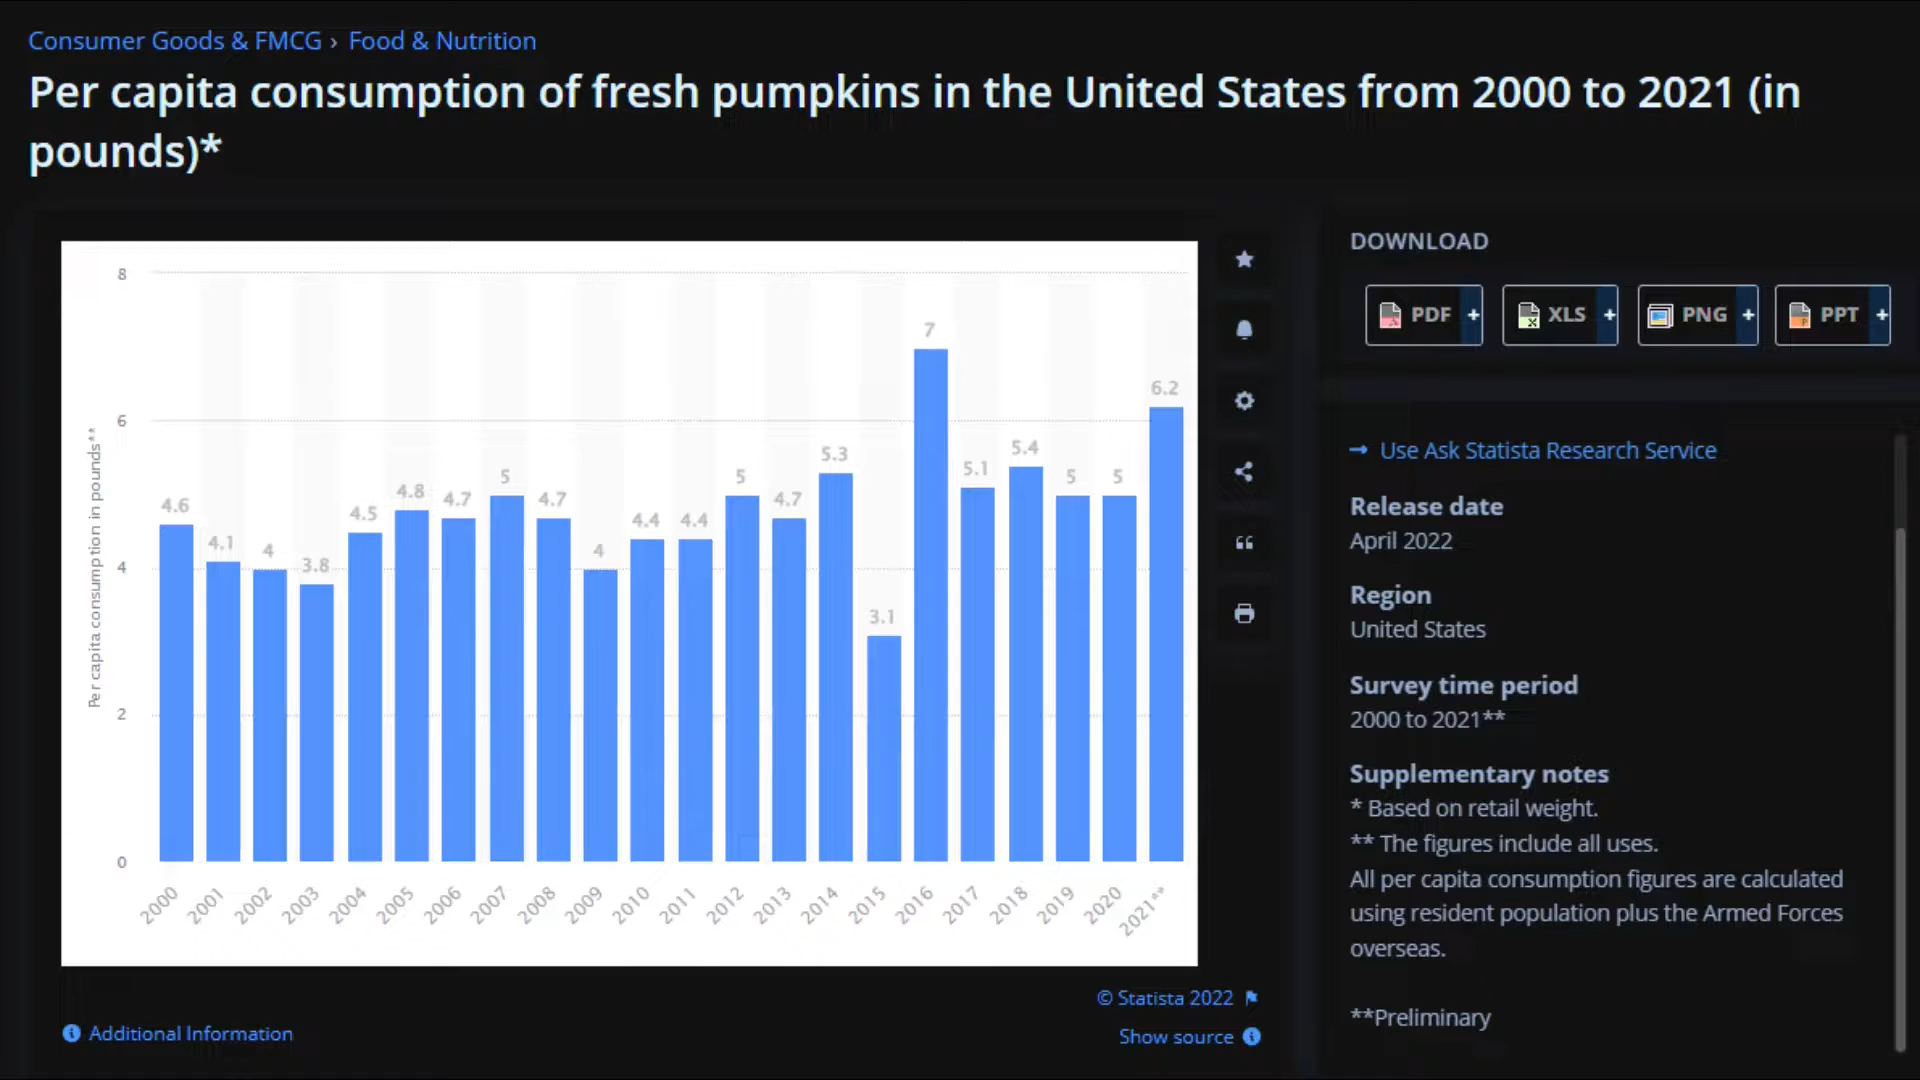 Consumer Goods & FMCG › Food & Nutrition
Per capita consumption of fresh pumpkins in the United States from 2000 to 2021 (in
pounds)*
Per capita consumption in pounds**
8
6
4
2
0
4.6
4.1
4
3.8
4.5
4.8
4.7
5
4.7
4
4.4
4.4
5
4.7
5.3
3.1
7
5.1
5.4
5
5
6.2
2000
2001
2002
2003
2004
2005
2006
2007
2008
2009
2010
2011
2012
2013
2014
2015
2016
2017
2018
2019
2020
2021**
© Statista 2022
Additional Information
Show source
DOWNLOAD
PDF +
XLS +
PNG +
PPT +
→ Use Ask Statista Research Service
Release date
April 2022
Region
United States
Survey time period
2000 to 2021**
Supplementary notes
* Based on retail weight.
** The figures include all uses.
All per capita consumption figures are calculated
using resident population plus the Armed Forces
overseas.
**Preliminary